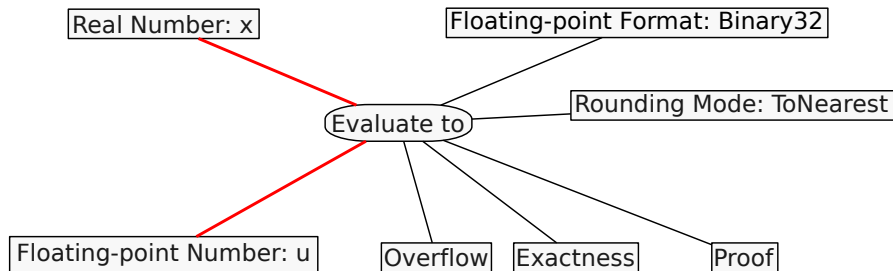 Real Number: x
Floating-point Format: Binary32
Rounding Mode: ToNearest
Evaluate to
Floating-point Number: u
Overflow
Exactness
Proof